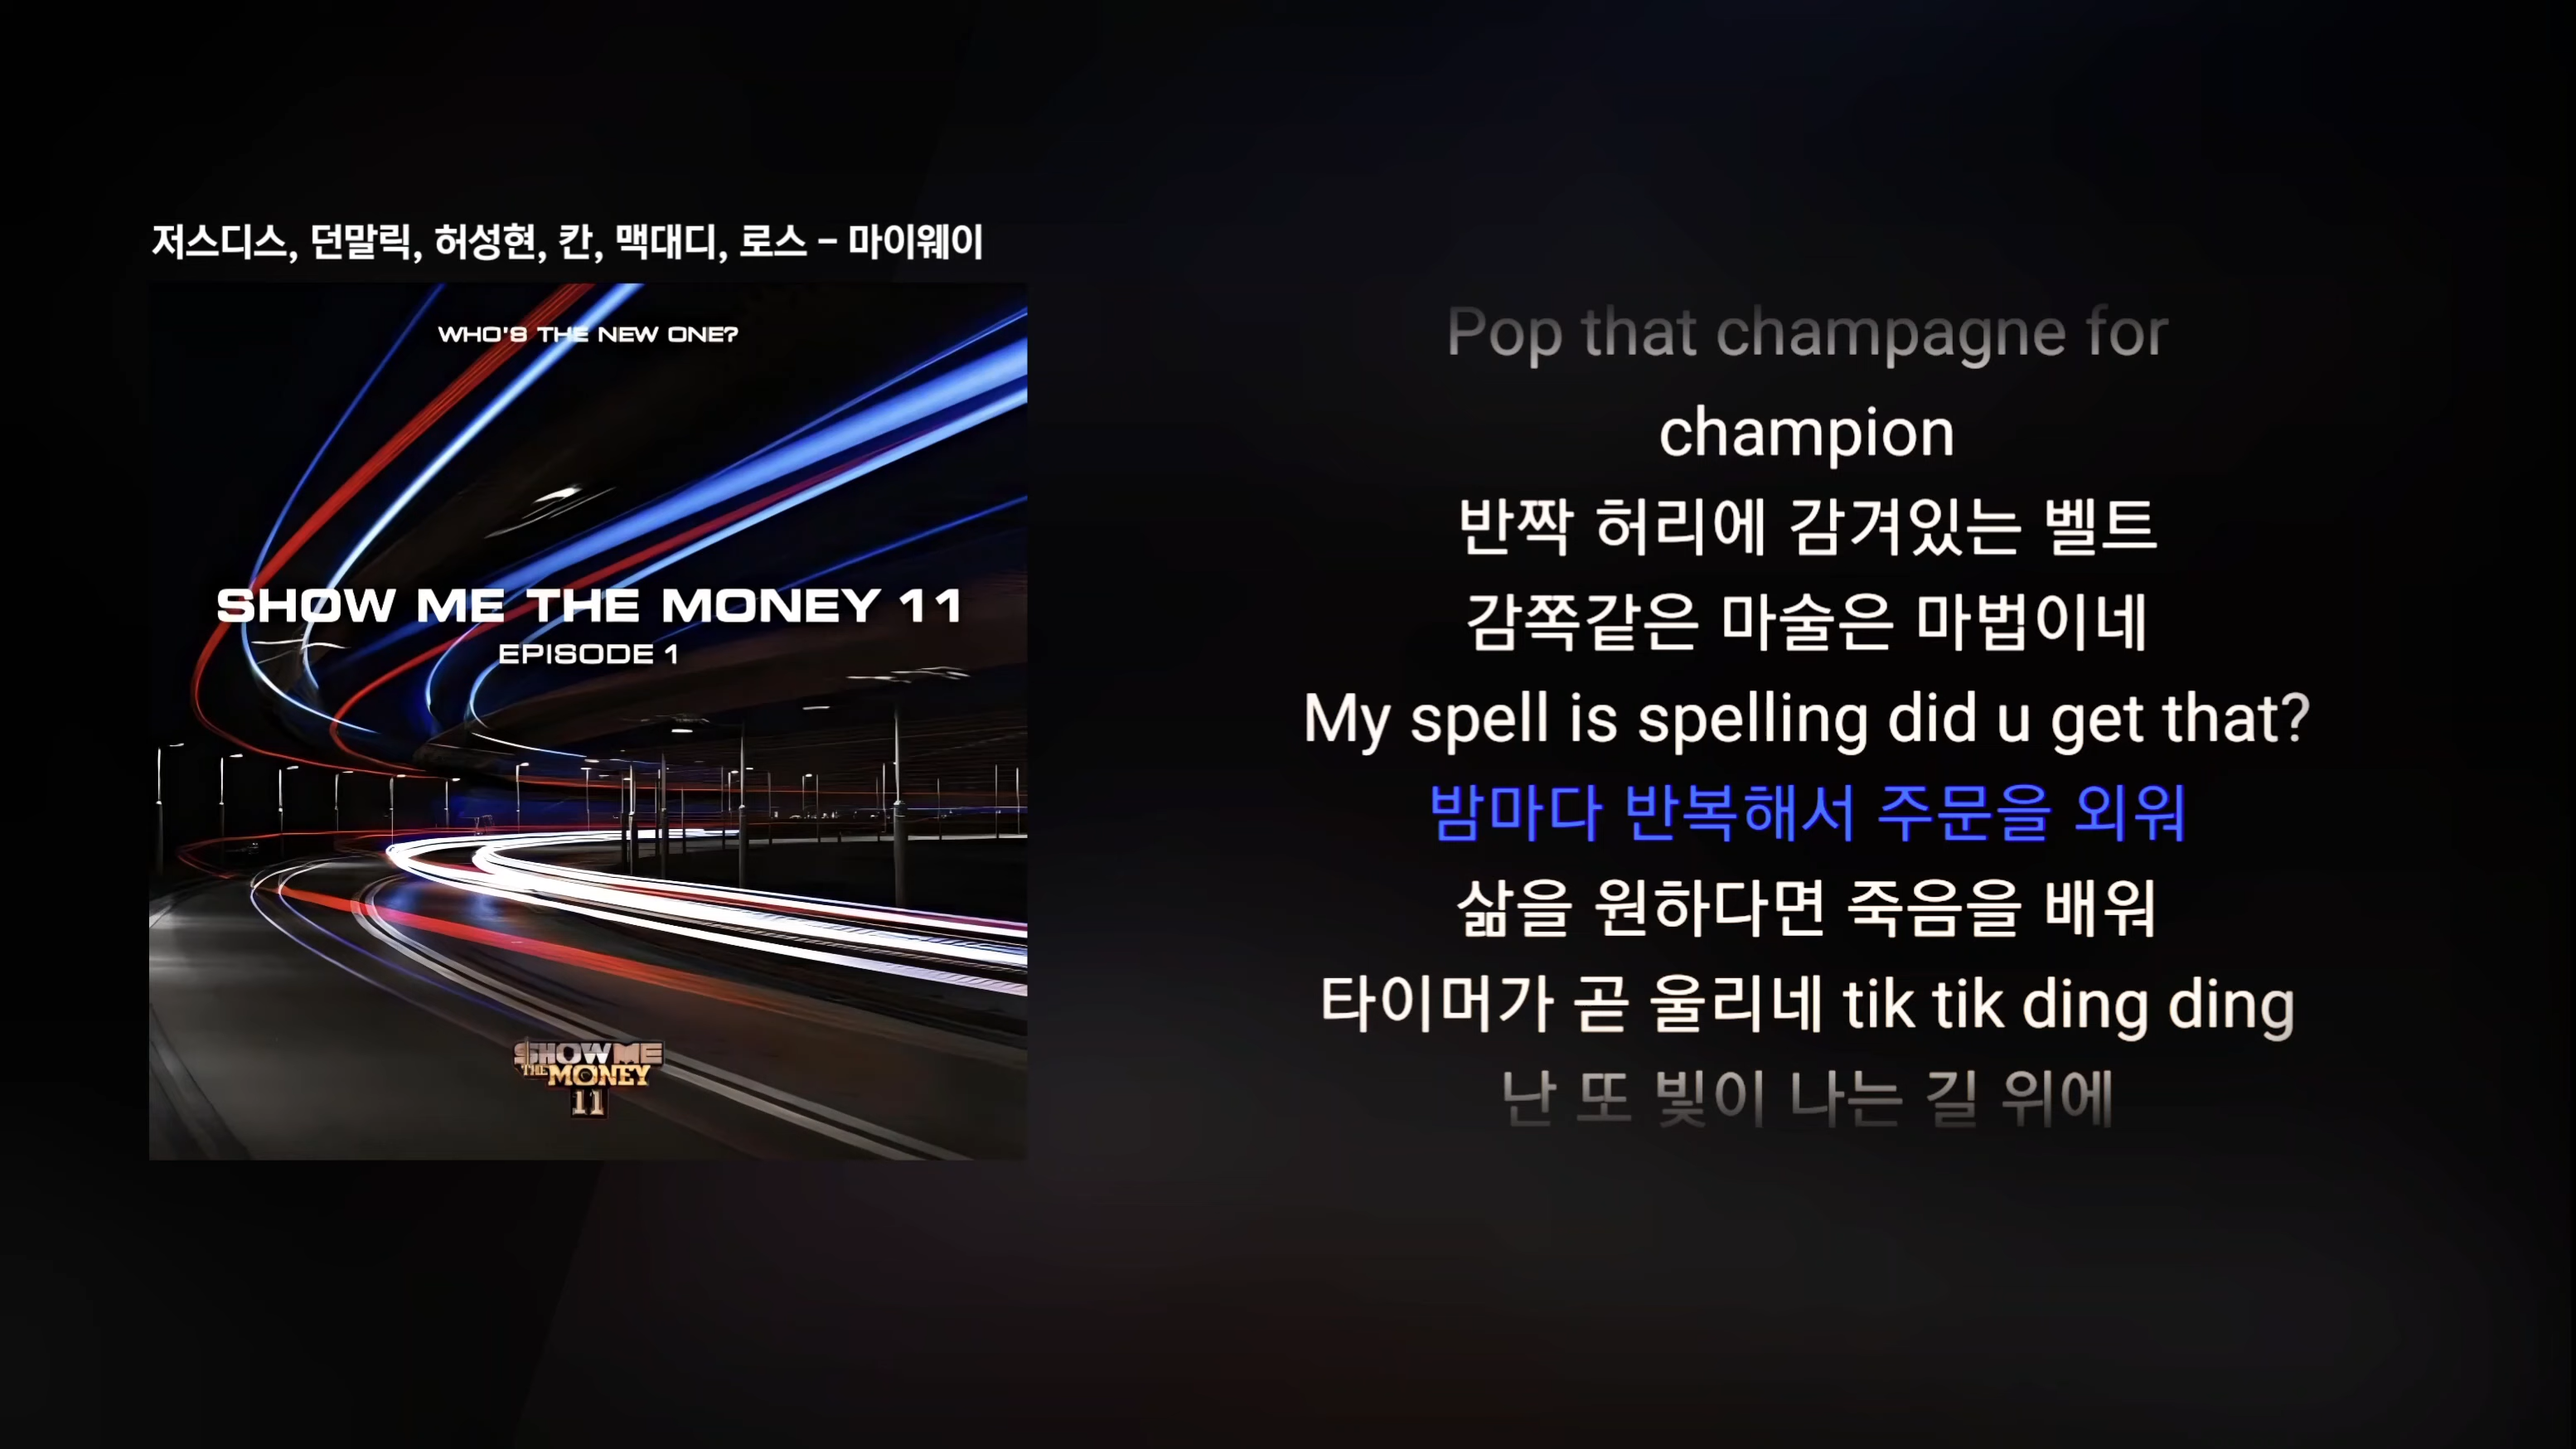 저스디스, 던말릭, 허성현, 칸, 맥대디, 로스 – 마이웨이
WHO'S THE NEW ONE?
SHOW ME THE MONEY 11
EPISODE 1
SHOW ME
THE MONEY
11
Pop that champagne for
champion
반짝 허리에 감겨있는 벨트
감쪽같은 마술은 마법이네
My spell is spelling did u get that?
밤마다 반복해서 주문을 외워
삶을 원하다면 죽음을 배워
타이머가 곧 울리네 tik tik ding ding
난 또 빛이 나는 길 위에